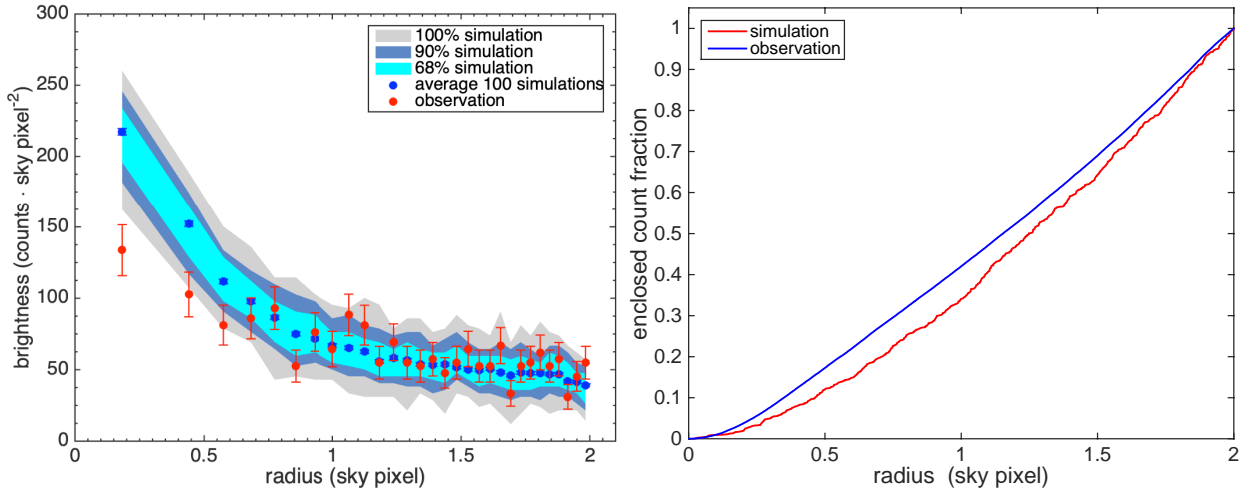 300
250
200
150
100
50
0
0
0.5
1
1.5
2
brightness (counts · sky pixel-2)
radius (sky pixel)
100% simulation
90% simulation
68% simulation
average 100 simulations
observation
0.9
0.8
0.7
0.6
0.5
0.4
0.3
0.2
0.1
0
1
0
0.5
1
1.5
2
enclosed count fraction
radius (sky pixel)
simulation
observation